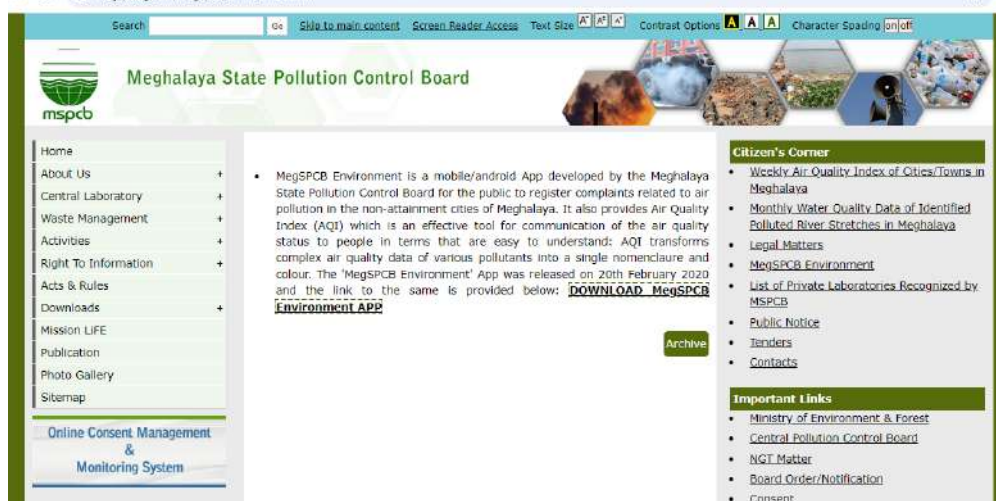 Search
Go
Skip to main content
Screen Reader Access
Text Size
A- A+ A
Contrast Options
A A A
Character Spacing
on off
mspcb
Meghalaya State Pollution Control Board
Home
About Us +
Central Laboratory +
Waste Management +
Activities +
Right To Information +
Acts & Rules
Downloads +
Mission LiFE
Publication
Photo Gallery
Sitemap
Online Consent Management
&
Monitoring System
• MegSPCB Environment is a mobile/android App developed by the Meghalaya
State Pollution Control Board for the public to register complaints related to air
pollution in the non-attainment cities of Meghalaya. It also provides Air Quality
Index (AQI) which is an effective tool for communication of the air quality
status to people in terms that are easy to understand: AQI transforms
complex air quality data of various pollutants into a single nomenclaure and
colour. The 'MegSPCB Environment' App was released on 20th February 2020
and the link to the same is provided below: DOWNLOAD MegSPCB
Environment APP
Archive
Citizen's Corner
• Weekly Air Quality Index of Cities/Towns in
Meghalaya
• Monthly Water Quality Data of Identified
Polluted River Stretches in Meghalaya
• Legal Matters
• MegSPCB Environment
• List of Private Laboratories Recognized by
MSPCB
• Public Notice
• Tenders
• Contacts
Important Links
• Ministry of Environment & Forest
• Central Pollution Control Board
• NGT Matter
• Board Order/Notification
• Consent